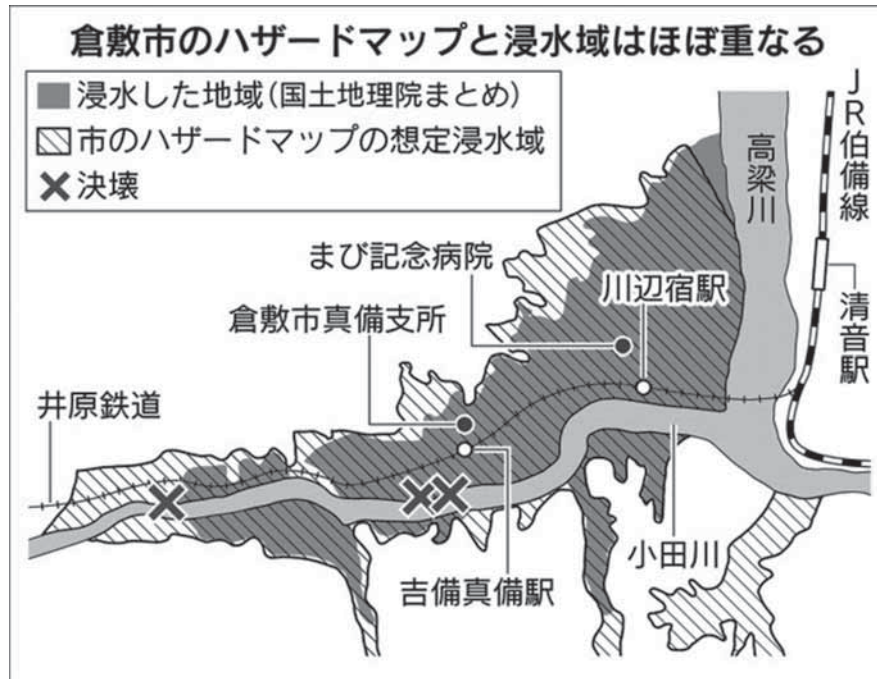 倉敷市のハザードマップと浸水域はほぼ重なる
浸水した地域(国土地理院まとめ)
市のハザードマップの想定浸水域
決壊
高梁川
JR伯備線
まび記念病院
川辺宿駅
清音駅
倉敷市真備支所
井原鉄道
小田川
吉備真備駅